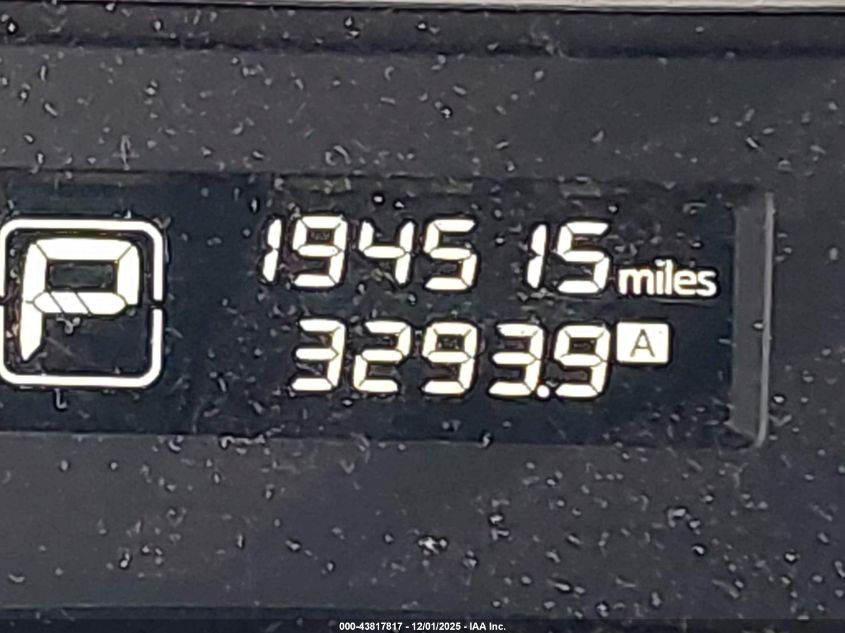 P
194515 miles
3293.9 A
000-43817817 - 12/01/2025 - IAA Inc.